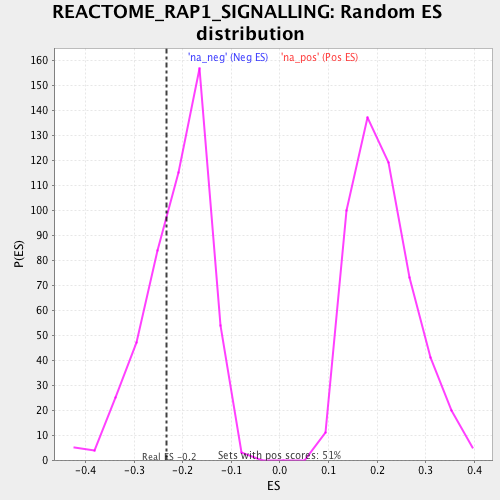 REACTOME_RAP1_SIGNALLING: Random ES
distribution
'na_neg' (Neg ES) 'na_pos' (Pos ES)
160
150
140
130
120
110
100
90
80
70
60
50
40
30
20
10
0
P(ES)
Real ES -0.2
Sets with pos scores: 51%
-0.4 -0.3 -0.2 -0.1 0.0 0.1 0.2 0.3 0.4
ES